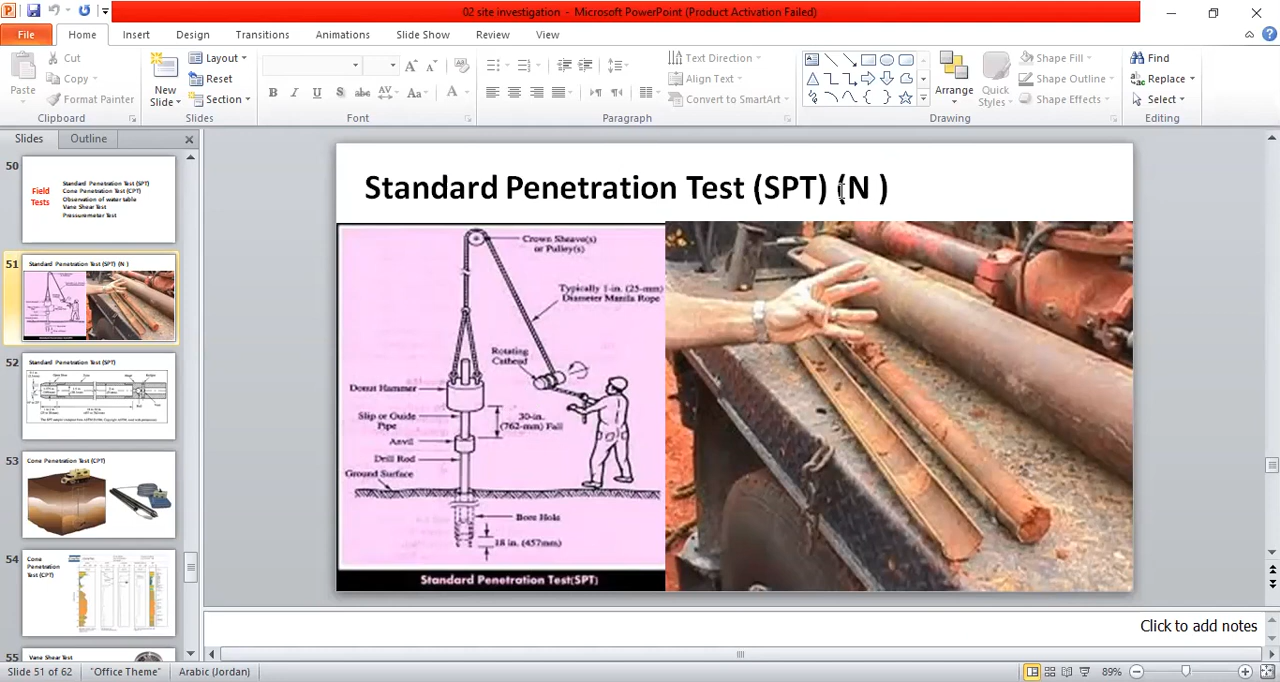 02 site investigation - Microsoft PowerPoint (Product Activation Failed)
File Home Insert Design Transitions Animations Slide Show Review View
Paste
Cut
Copy
Format Painter
Clipboard
New Slide
Layout
Reset
Section
Slides
Font
Paragraph
Text Direction
Align Text
Convert to SmartArt
Arrange
Quick Styles
Shape Fill
Shape Outline
Shape Effects
Drawing
Find
Replace
Select
Editing
Slides Outline
50
Field Tests
Standard Penetration Test (SPT)
Cone Penetration Test (CPT)
Observation of water table
Vane Shear Test
Pressuremeter Test
51
Standard Penetration Test (SPT) (N )
52
Standard Penetration Test (SPT)
53
Cone Penetration Test (CPT)
54
Cone
Penetration
Test (CPT)
55
Vane Shear Test
Standard Penetration Test (SPT) (N )
Crown Sheave(s)
or Pulley(s)
Typically 1-in. (25-mm)
Diameter Manila Rope
Rotating
Cathead
Donut Hammer
Slip or Guide
Pipe
30-in.
(762-mm) Fall
Anvil
Drill Rod
Ground Surface
Bore Hole
18 in. (457mm)
Standard Penetration Test(SPT)
Click to add notes
Slide 51 of 62 "Office Theme" Arabic (Jordan) 89%